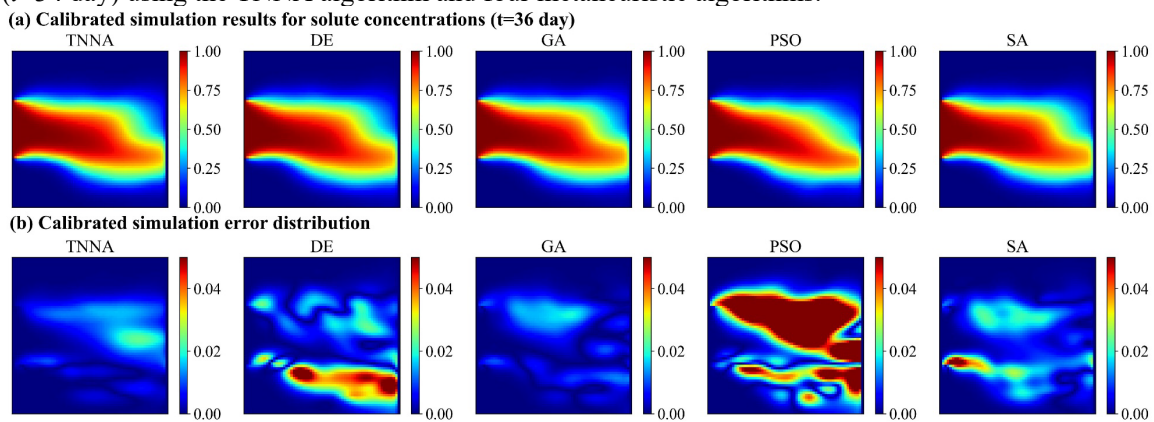 (a) Calibrated simulation results for solute concentrations (t=36 day)
TNNA DE GA PSO SA
1.00 1.00 1.00 1.00 1.00
0.75 0.75 0.75 0.75 0.75
0.50 0.50 0.50 0.50 0.50
0.25 0.25 0.25 0.25 0.25
0.00 0.00 0.00 0.00 0.00
(b) Calibrated simulation error distribution
TNNA DE GA PSO SA
0.04 0.04 0.04 0.04 0.04
0.02 0.02 0.02 0.02 0.02
0.00 0.00 0.00 0.00 0.00